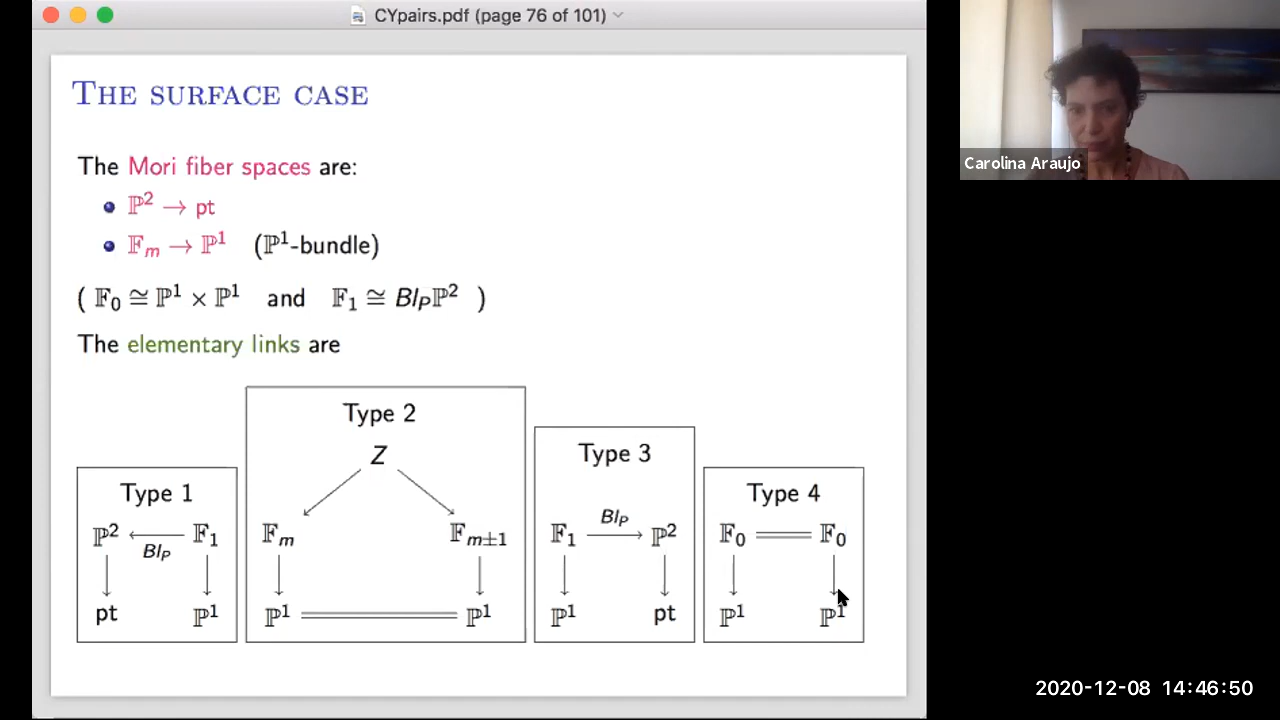 CYpairs.pdf (page 76 of 101)
THE SURFACE CASE
The Mori fiber spaces are:
• ℙ² → pt
• 𝔽ₘ → ℙ¹ (ℙ¹-bundle)
( 𝔽₀ ≅ ℙ¹ × ℙ¹ and 𝔽₁ ≅ Bl_P ℙ² )
The elementary links are
Type 1
ℙ² ← 𝔽₁
Bl_P
pt ℙ¹
Type 2
Z
𝔽ₘ 𝔽ₘ±₁
ℙ¹ ℙ¹
Type 3
Bl_P
𝔽₁ → ℙ²
ℙ¹ pt
Type 4
𝔽₀ 𝔽₀
ℙ¹ ℙ¹
Carolina Araujo
2020-12-08 14:46:50